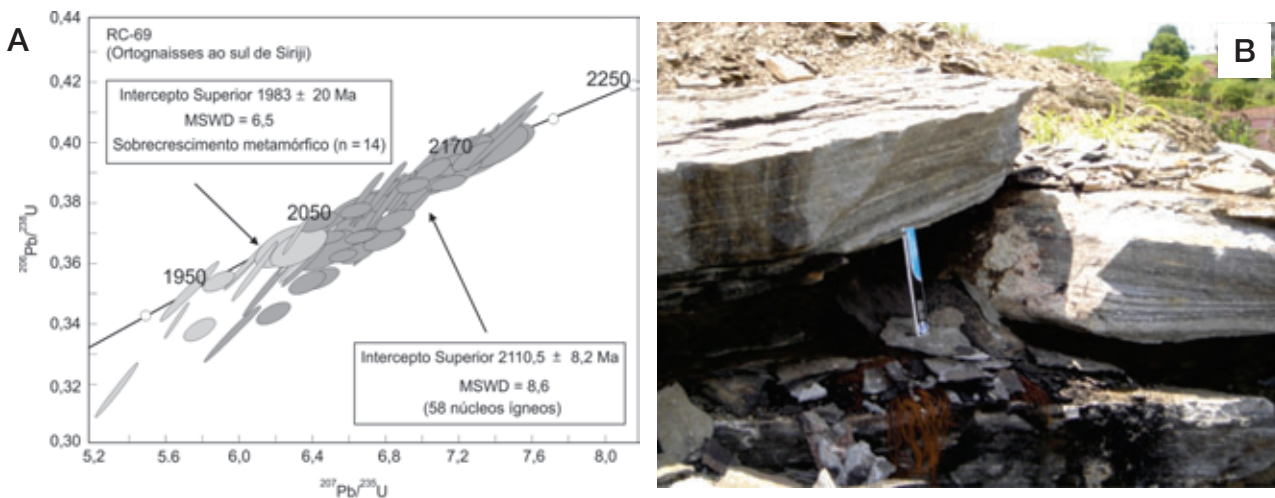 A
0,44
0,42
0,40
0,38
0,36
0,34
0,32
0,30
²⁰⁶Pb/²³⁸U
RC-69
(Ortognaisses ao sul de Siriji)
Intercepto Superior 1983 ± 20 Ma
MSWD = 6,5
Sobrecrescimento metamórfico (n = 14)
2250
2170
2050
1950
Intercepto Superior 2110,5 ± 8,2 Ma
MSWD = 8,6
(58 núcleos ígneos)
5,2 5,6 6,0 6,4 6,8 7,2 7,6 8,0
²⁰⁷Pb/²³⁵U
B